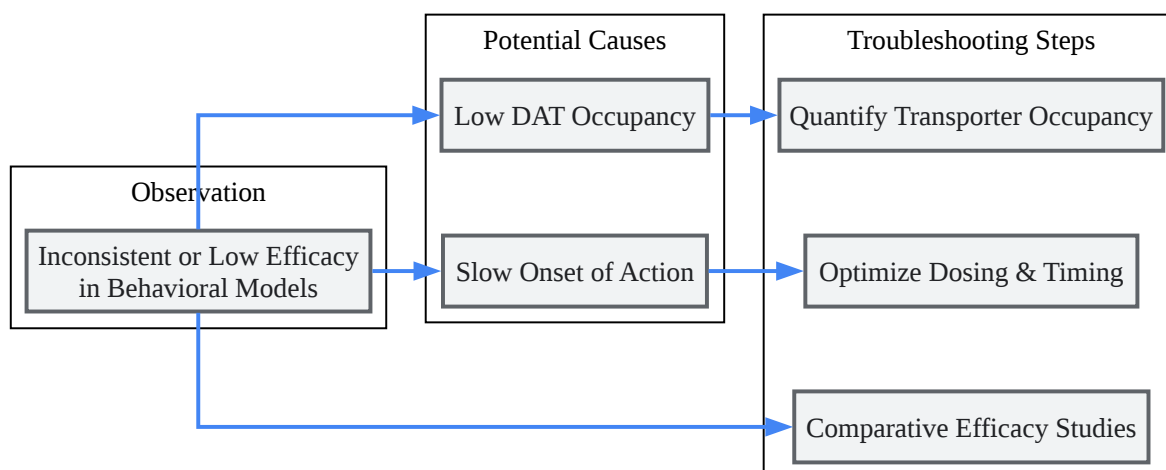 Potential Causes
Troubleshooting Steps
Low DAT Occupancy
Quantify Transporter Occupancy
Observation
Inconsistent or Low Efficacy
in Behavioral Models
Slow Onset of Action
Optimize Dosing & Timing
Comparative Efficacy Studies